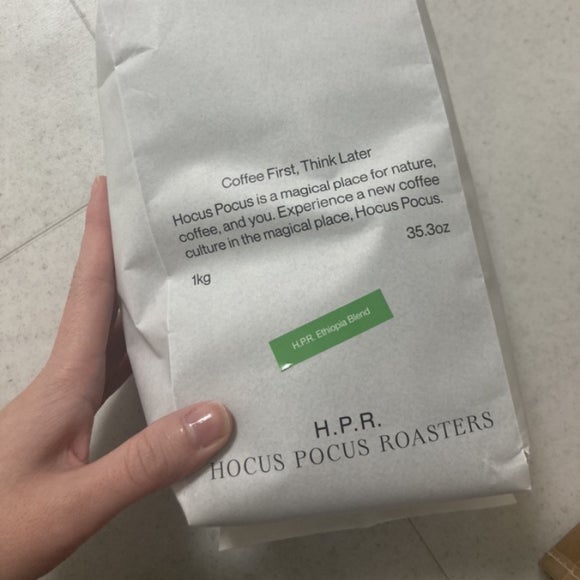 Coffee First, Think Later
Hocus Pocus is a magical place for nature,
coffee, and you. Experience a new coffee
culture in the magical place, Hocus Pocus.
1kg
35.3oz
H.P.R. Ethiopia Blend
H.P.R.
HOCUS POCUS ROASTERS